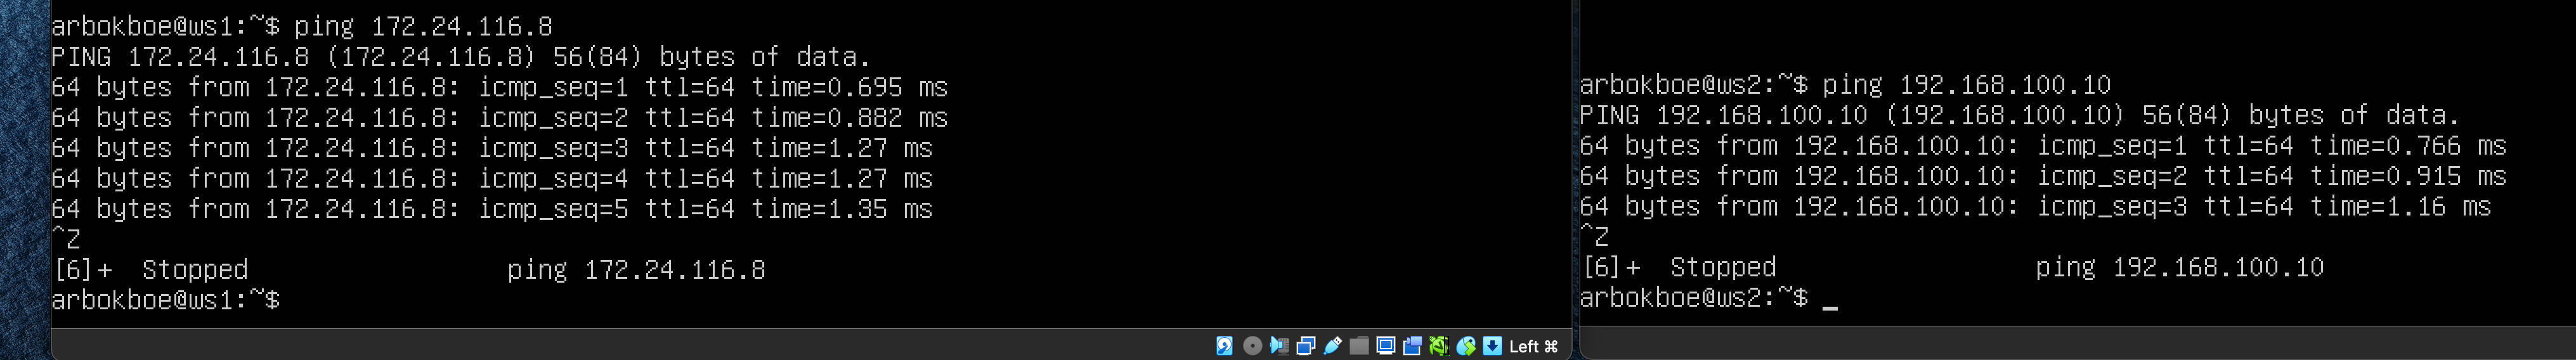 arbokboe@ws1:~$ ping 172.24.116.8
PING 172.24.116.8 (172.24.116.8) 56(84) bytes of data.
64 bytes from 172.24.116.8: icmp_seq=1 ttl=64 time=0.695 ms
64 bytes from 172.24.116.8: icmp_seq=2 ttl=64 time=0.882 ms
64 bytes from 172.24.116.8: icmp_seq=3 ttl=64 time=1.27 ms
64 bytes from 172.24.116.8: icmp_seq=4 ttl=64 time=1.27 ms
64 bytes from 172.24.116.8: icmp_seq=5 ttl=64 time=1.35 ms
^Z
[6]+  Stopped                 ping 172.24.116.8
arbokboe@ws1:~$
Left ⌘
arbokboe@ws2:~$ ping 192.168.100.10
PING 192.168.100.10 (192.168.100.10) 56(84) bytes of data.
64 bytes from 192.168.100.10: icmp_seq=1 ttl=64 time=0.766 ms
64 bytes from 192.168.100.10: icmp_seq=2 ttl=64 time=0.915 ms
64 bytes from 192.168.100.10: icmp_seq=3 ttl=64 time=1.16 ms
^Z
[6]+  Stopped                 ping 192.168.100.10
arbokboe@ws2:~$ _